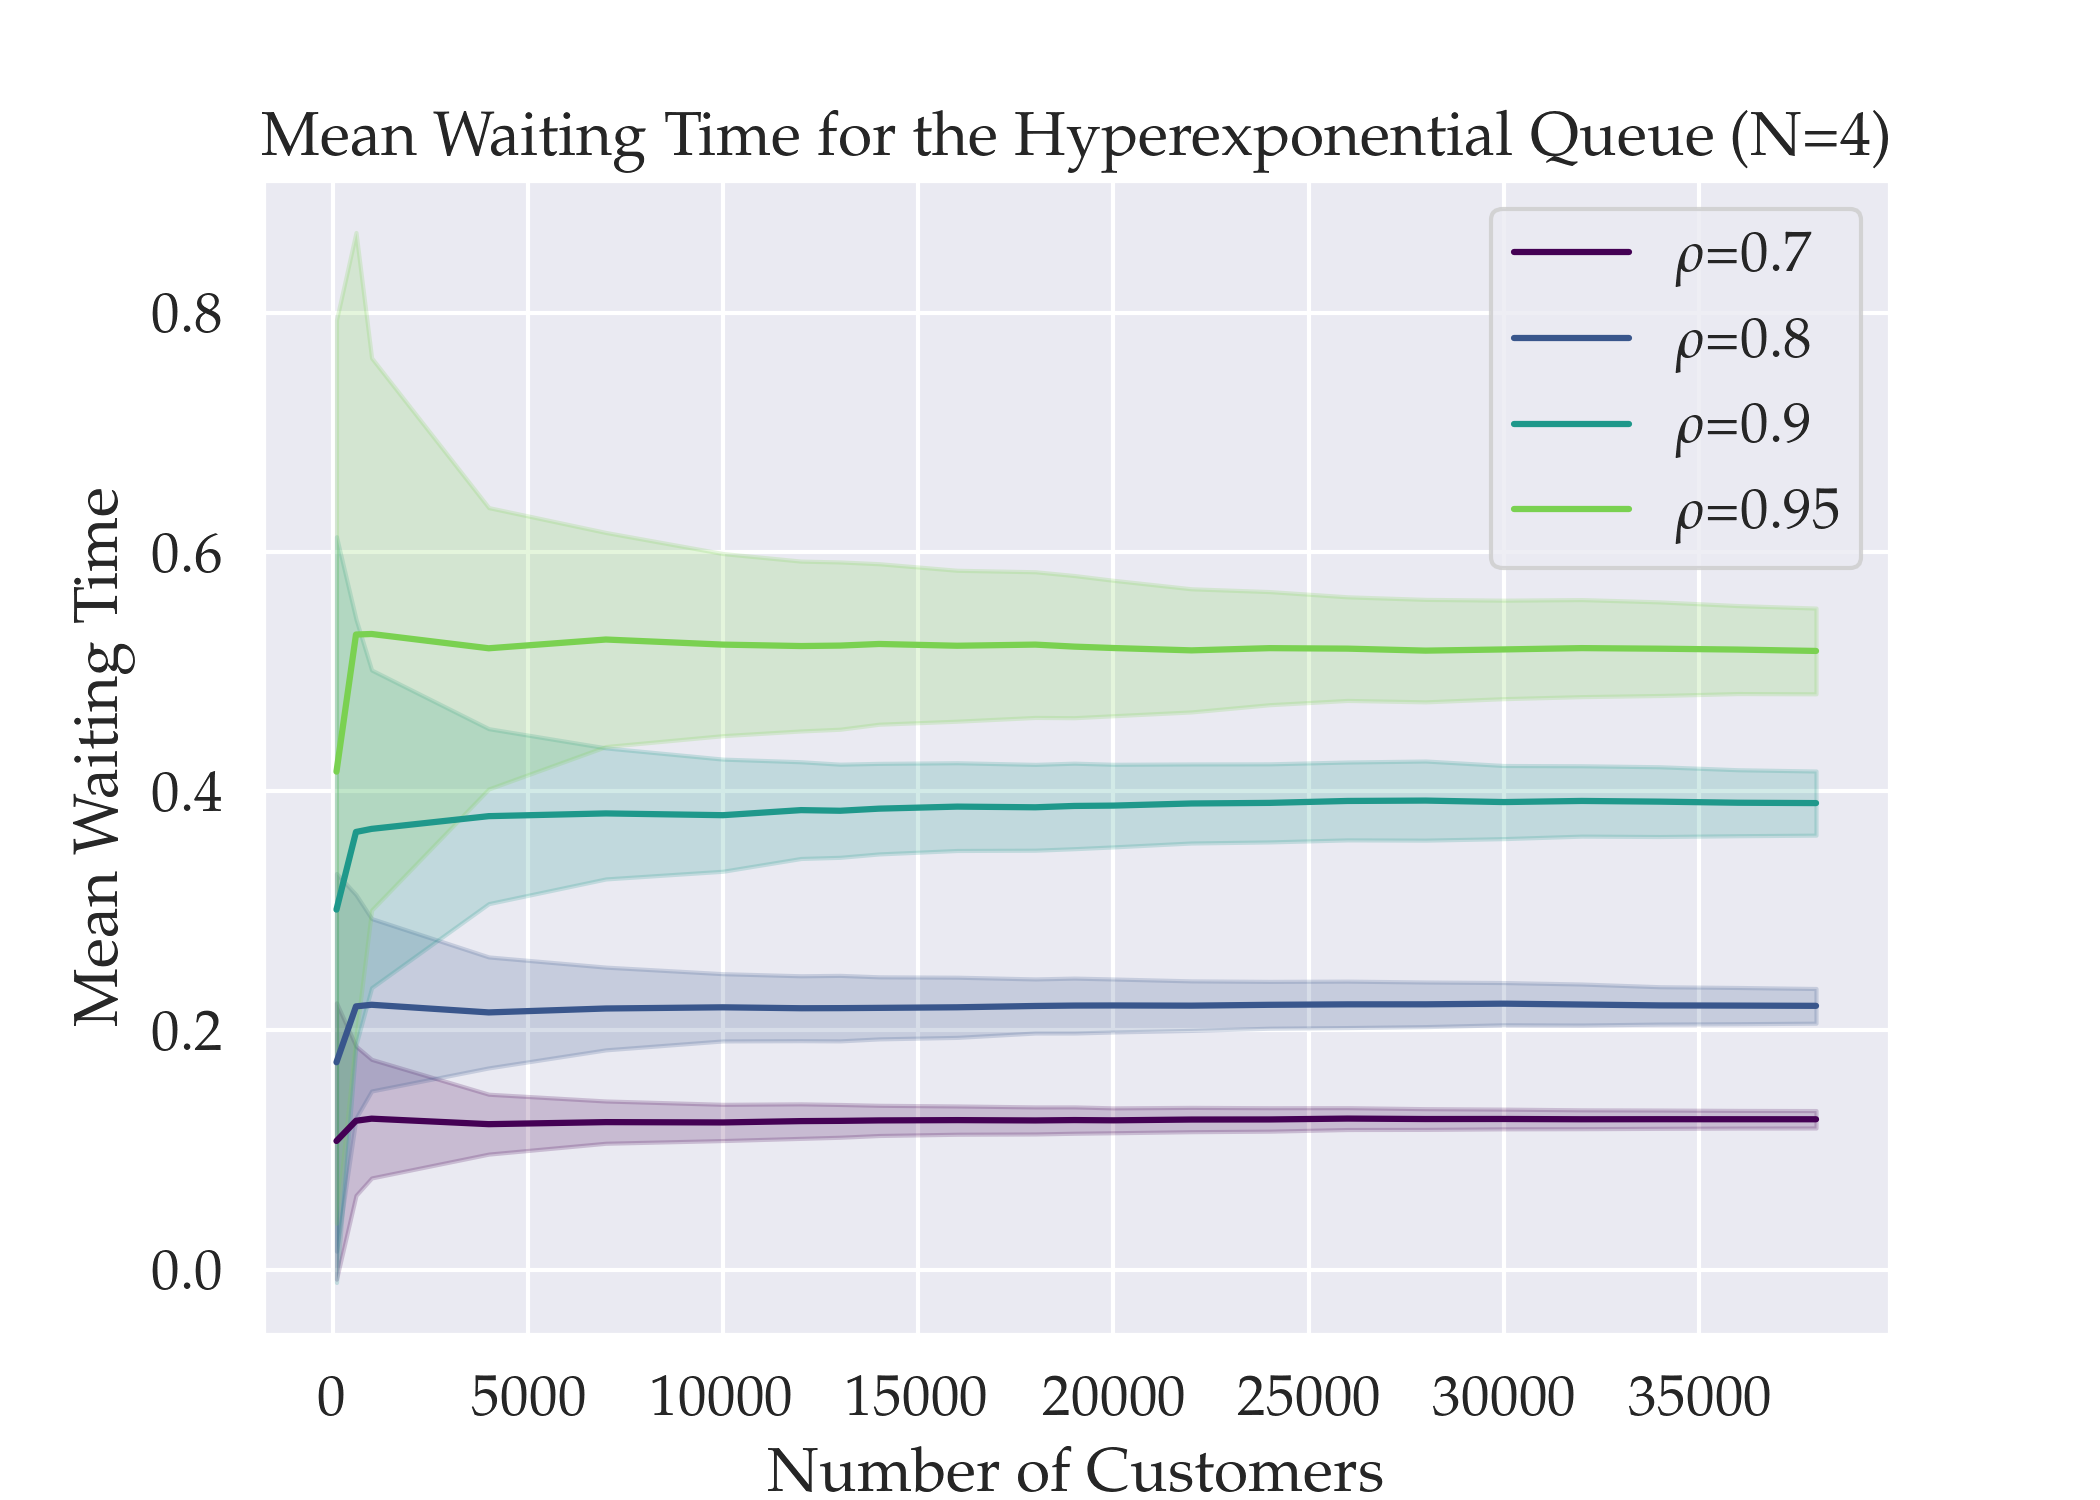 Mean Waiting Time for the Hyperexponential Queue (N=4)
ρ=0.7
ρ=0.8
ρ=0.9
ρ=0.95
Mean Waiting Time
0.8
0.6
0.4
0.2
0.0
0 5000 10000 15000 20000 25000 30000 35000
Number of Customers